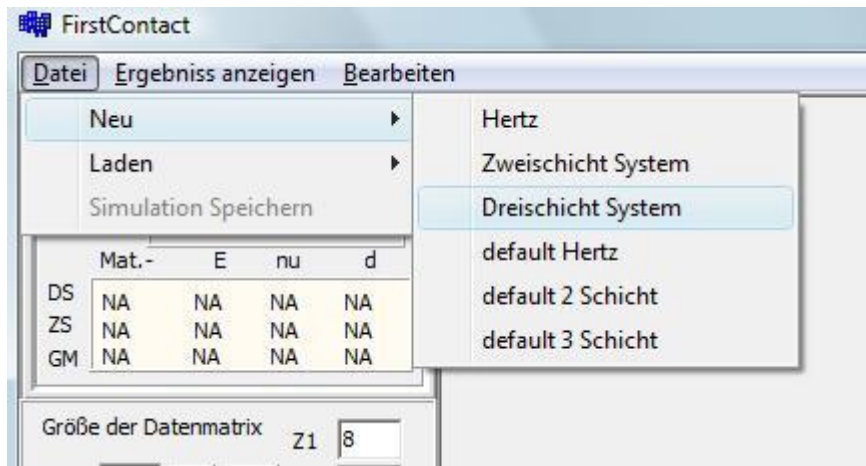 FirstContact
Datei Ergebniss anzeigen Bearbeiten
Neu
Laden
Simulation Speichern
Hertz
Zweischicht System
Dreischicht System
default Hertz
default 2 Schicht
default 3 Schicht
Mat.- E nu d
DS NA NA NA NA
ZS NA NA NA NA
GM NA NA NA NA
Größe der Datenmatrix Z1 8